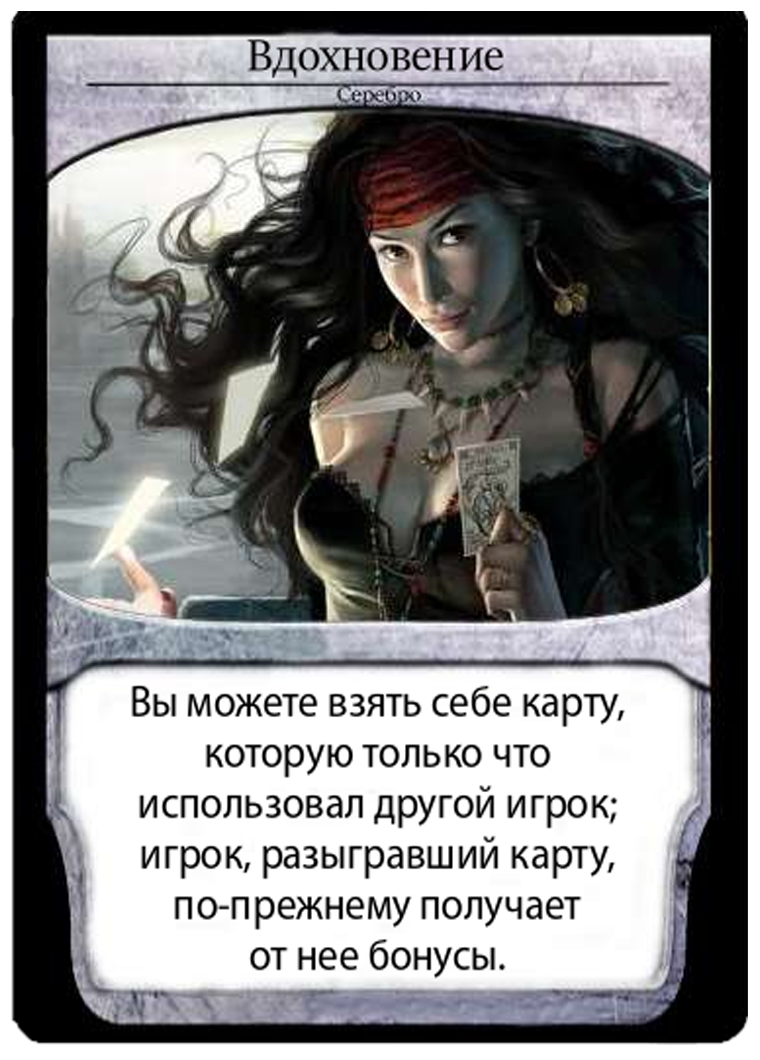 Вдохновение
Серебро
Вы можете взять себе карту,
которую только что
использовал другой игрок;
игрок, разыгравший карту,
по-прежнему получает
от нее бонусы.